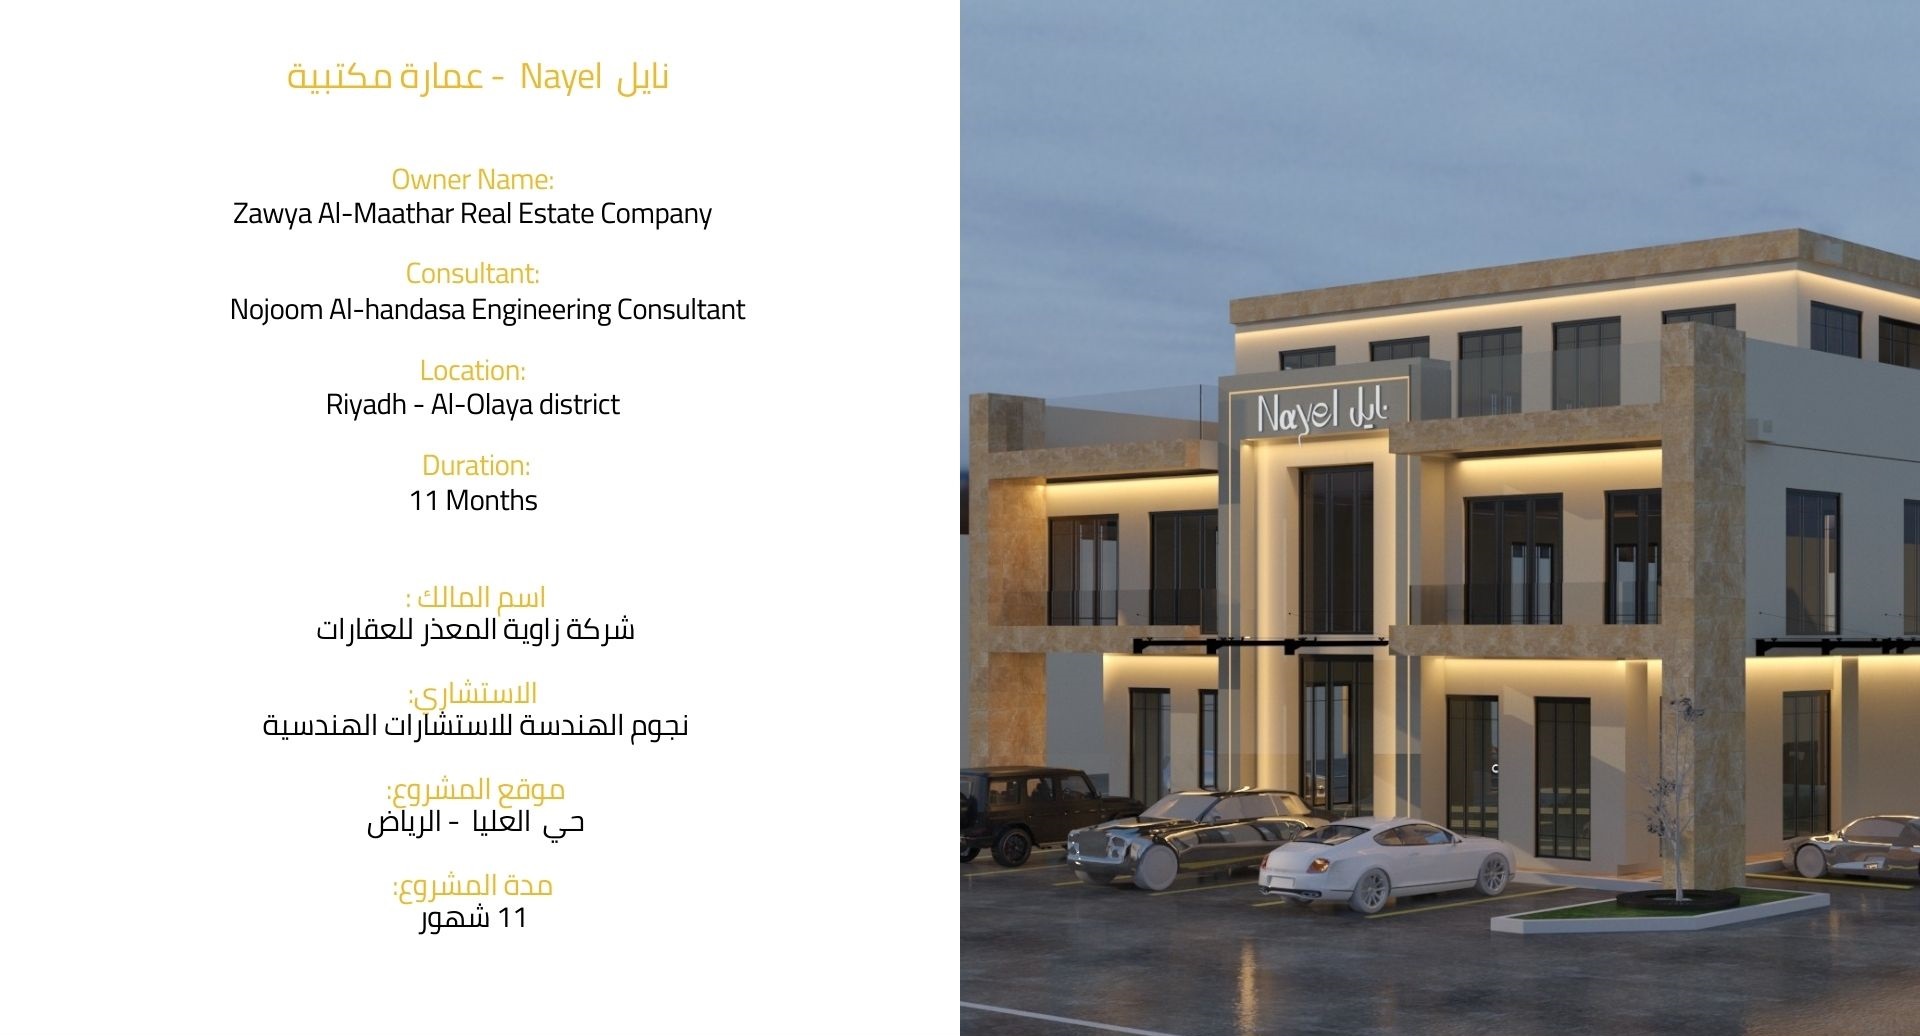 نايل Nayel - عمارة مكتبية
Owner Name:
Zawya Al-Maathar Real Estate Company
Consultant:
Nojoom Al-handasa Engineering Consultant
Location:
Riyadh - Al-Olaya district
Duration:
11 Months
اسم المالك :
شركة زاوية المعذر للعقارات
الاستشاري:
نجوم الهندسة للاستشارات الهندسية
موقع المشروع:
حي العليا - الرياض
مدة المشروع:
11 شهور
Nayel نايل